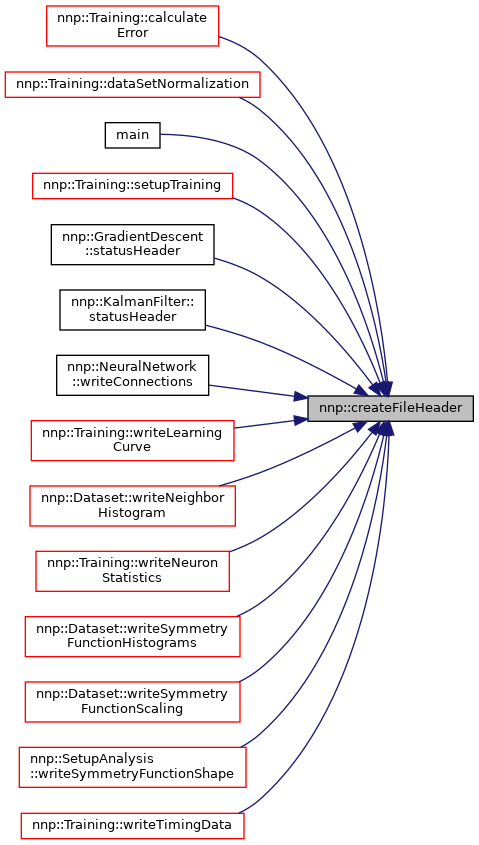 nnp::Training::calculate
Error
nnp::Training::dataSetNormalization
main
nnp::Training::setupTraining
nnp::GradientDescent
::statusHeader
nnp::KalmanFilter::
statusHeader
nnp::NeuralNetwork
::writeConnections
nnp::createFileHeader
nnp::Training::writeLearning
Curve
nnp::Dataset::writeNeighbor
Histogram
nnp::Training::writeNeuron
Statistics
nnp::Dataset::writeSymmetry
FunctionHistograms
nnp::Dataset::writeSymmetry
FunctionScaling
nnp::SetupAnalysis
::writeSymmetryFunctionShape
nnp::Training::writeTimingData